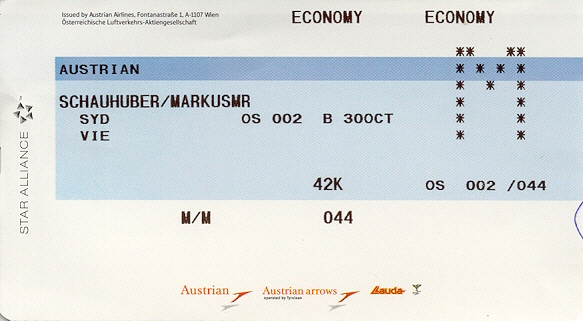 Issued by Austrian Airlines, Fontanastraße 1, A-1107 Wien
Österreichische Luftverkehrs-Aktiengesellschaft
ECONOMY ECONOMY
** **
AUSTRIAN * * * *
SCHAUHUBER/MARKUSMR * * *
SYD OS 002 B 30OCT * *
VIE * *
42K OS 002 /044
M/M 044
STAR ALLIANCE
Austrian Austrian arrows Lauda
operated by Tyrolean